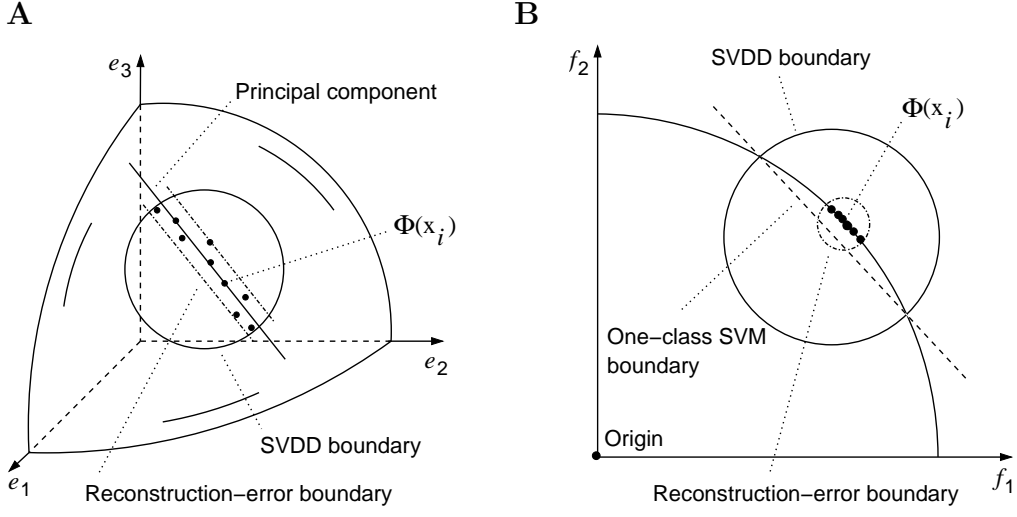 A
e3
Principal component
Φ(xi)
e2
SVDD boundary
e1
Reconstruction−error boundary
B
f2
SVDD boundary
Φ(xi)
One−class SVM
boundary
Origin
f1
Reconstruction−error boundary